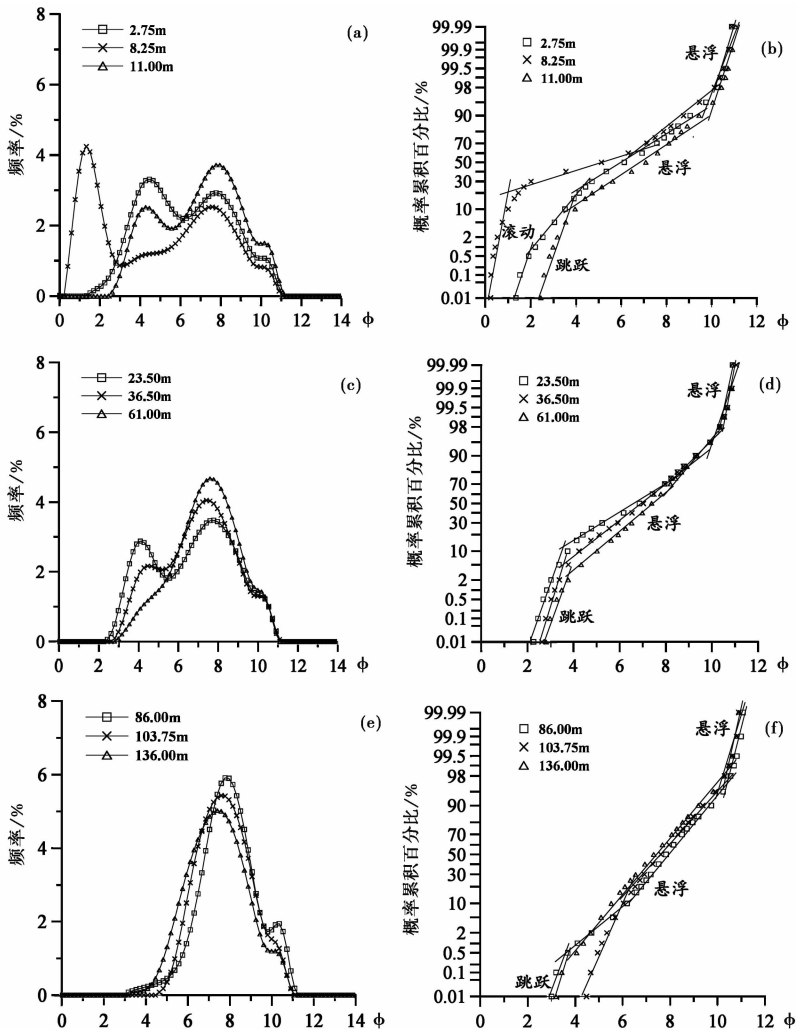 8
6
4
2
0
频率/%
2.75m
8.25m
11.00m
(a)
0 2 4 6 8 10 12 14 ϕ
99.99
99.9
99.5
98
90
70
50
30
10
2
0.5
0.1
0.01
概率累积百分比/%
2.75m
8.25m
11.00m
悬浮
(b)
悬浮
滚动
跳跃
0 2 4 6 8 10 12 ϕ
8
6
4
2
0
频率/%
23.50m
36.50m
61.00m
(c)
0 2 4 6 8 10 12 14 ϕ
99.99
99.9
99.5
98
90
70
50
30
10
2
0.5
0.1
0.01
概率累积百分比/%
23.50m
36.50m
61.00m
悬浮
(d)
悬浮
跳跃
0 2 4 6 8 10 12 ϕ
8
6
4
2
0
频率/%
86.00m
103.75m
136.00m
(e)
0 2 4 6 8 10 12 14 ϕ
99.99
99.9
99.5
98
90
70
50
30
10
2
0.5
0.1
0.01
概率累积百分比/%
86.00m
103.75m
136.00m
悬浮
(f)
悬浮
跳跃
0 2 4 6 8 10 12 ϕ